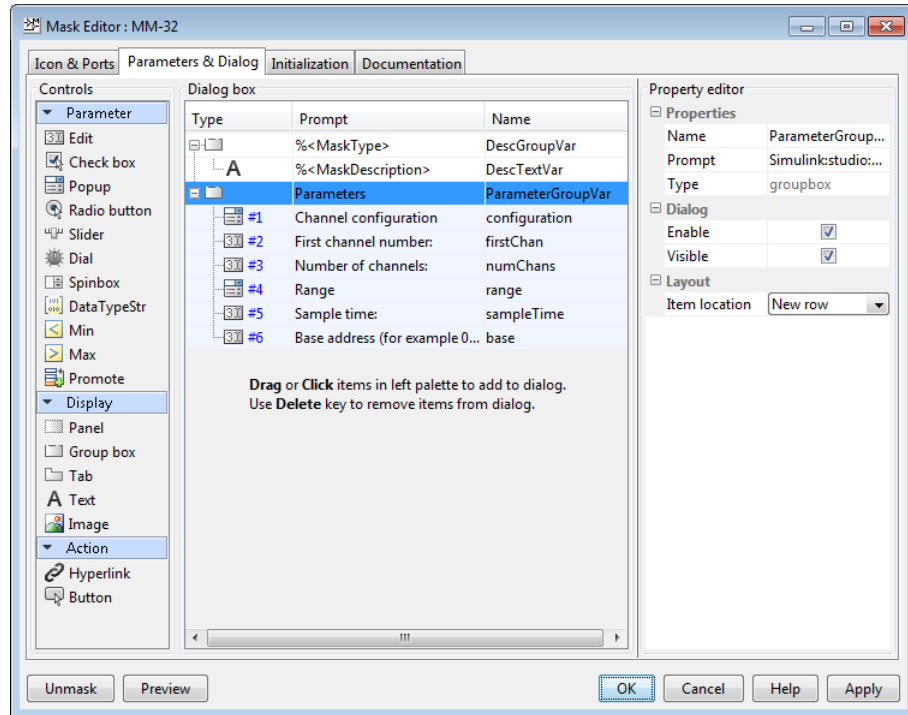 Mask Editor : MM-32
Icon & Ports Parameters & Dialog Initialization Documentation
Controls
Parameter
Edit
Check box
Popup
Radio button
Slider
Dial
Spinbox
DataTypeStr
Min
Max
Promote
Display
Panel
Group box
Tab
A Text
Image
Action
Hyperlink
Button
Dialog box
Type Prompt Name
%<MaskType> DescGroupVar
A %<MaskDescription> DescTextVar
Parameters ParameterGroupVar
#1 Channel configuration configuration
#2 First channel number: firstChan
#3 Number of channels: numChans
#4 Range range
#5 Sample time: sampleTime
#6 Base address (for example 0... base
Drag or Click items in left palette to add to dialog.
Use Delete key to remove items from dialog.
Property editor
Properties
Name ParameterGroup...
Prompt Simulink:studio:...
Type groupbox
Dialog
Enable
Visible
Layout
Item location New row
Unmask Preview OK Cancel Help Apply